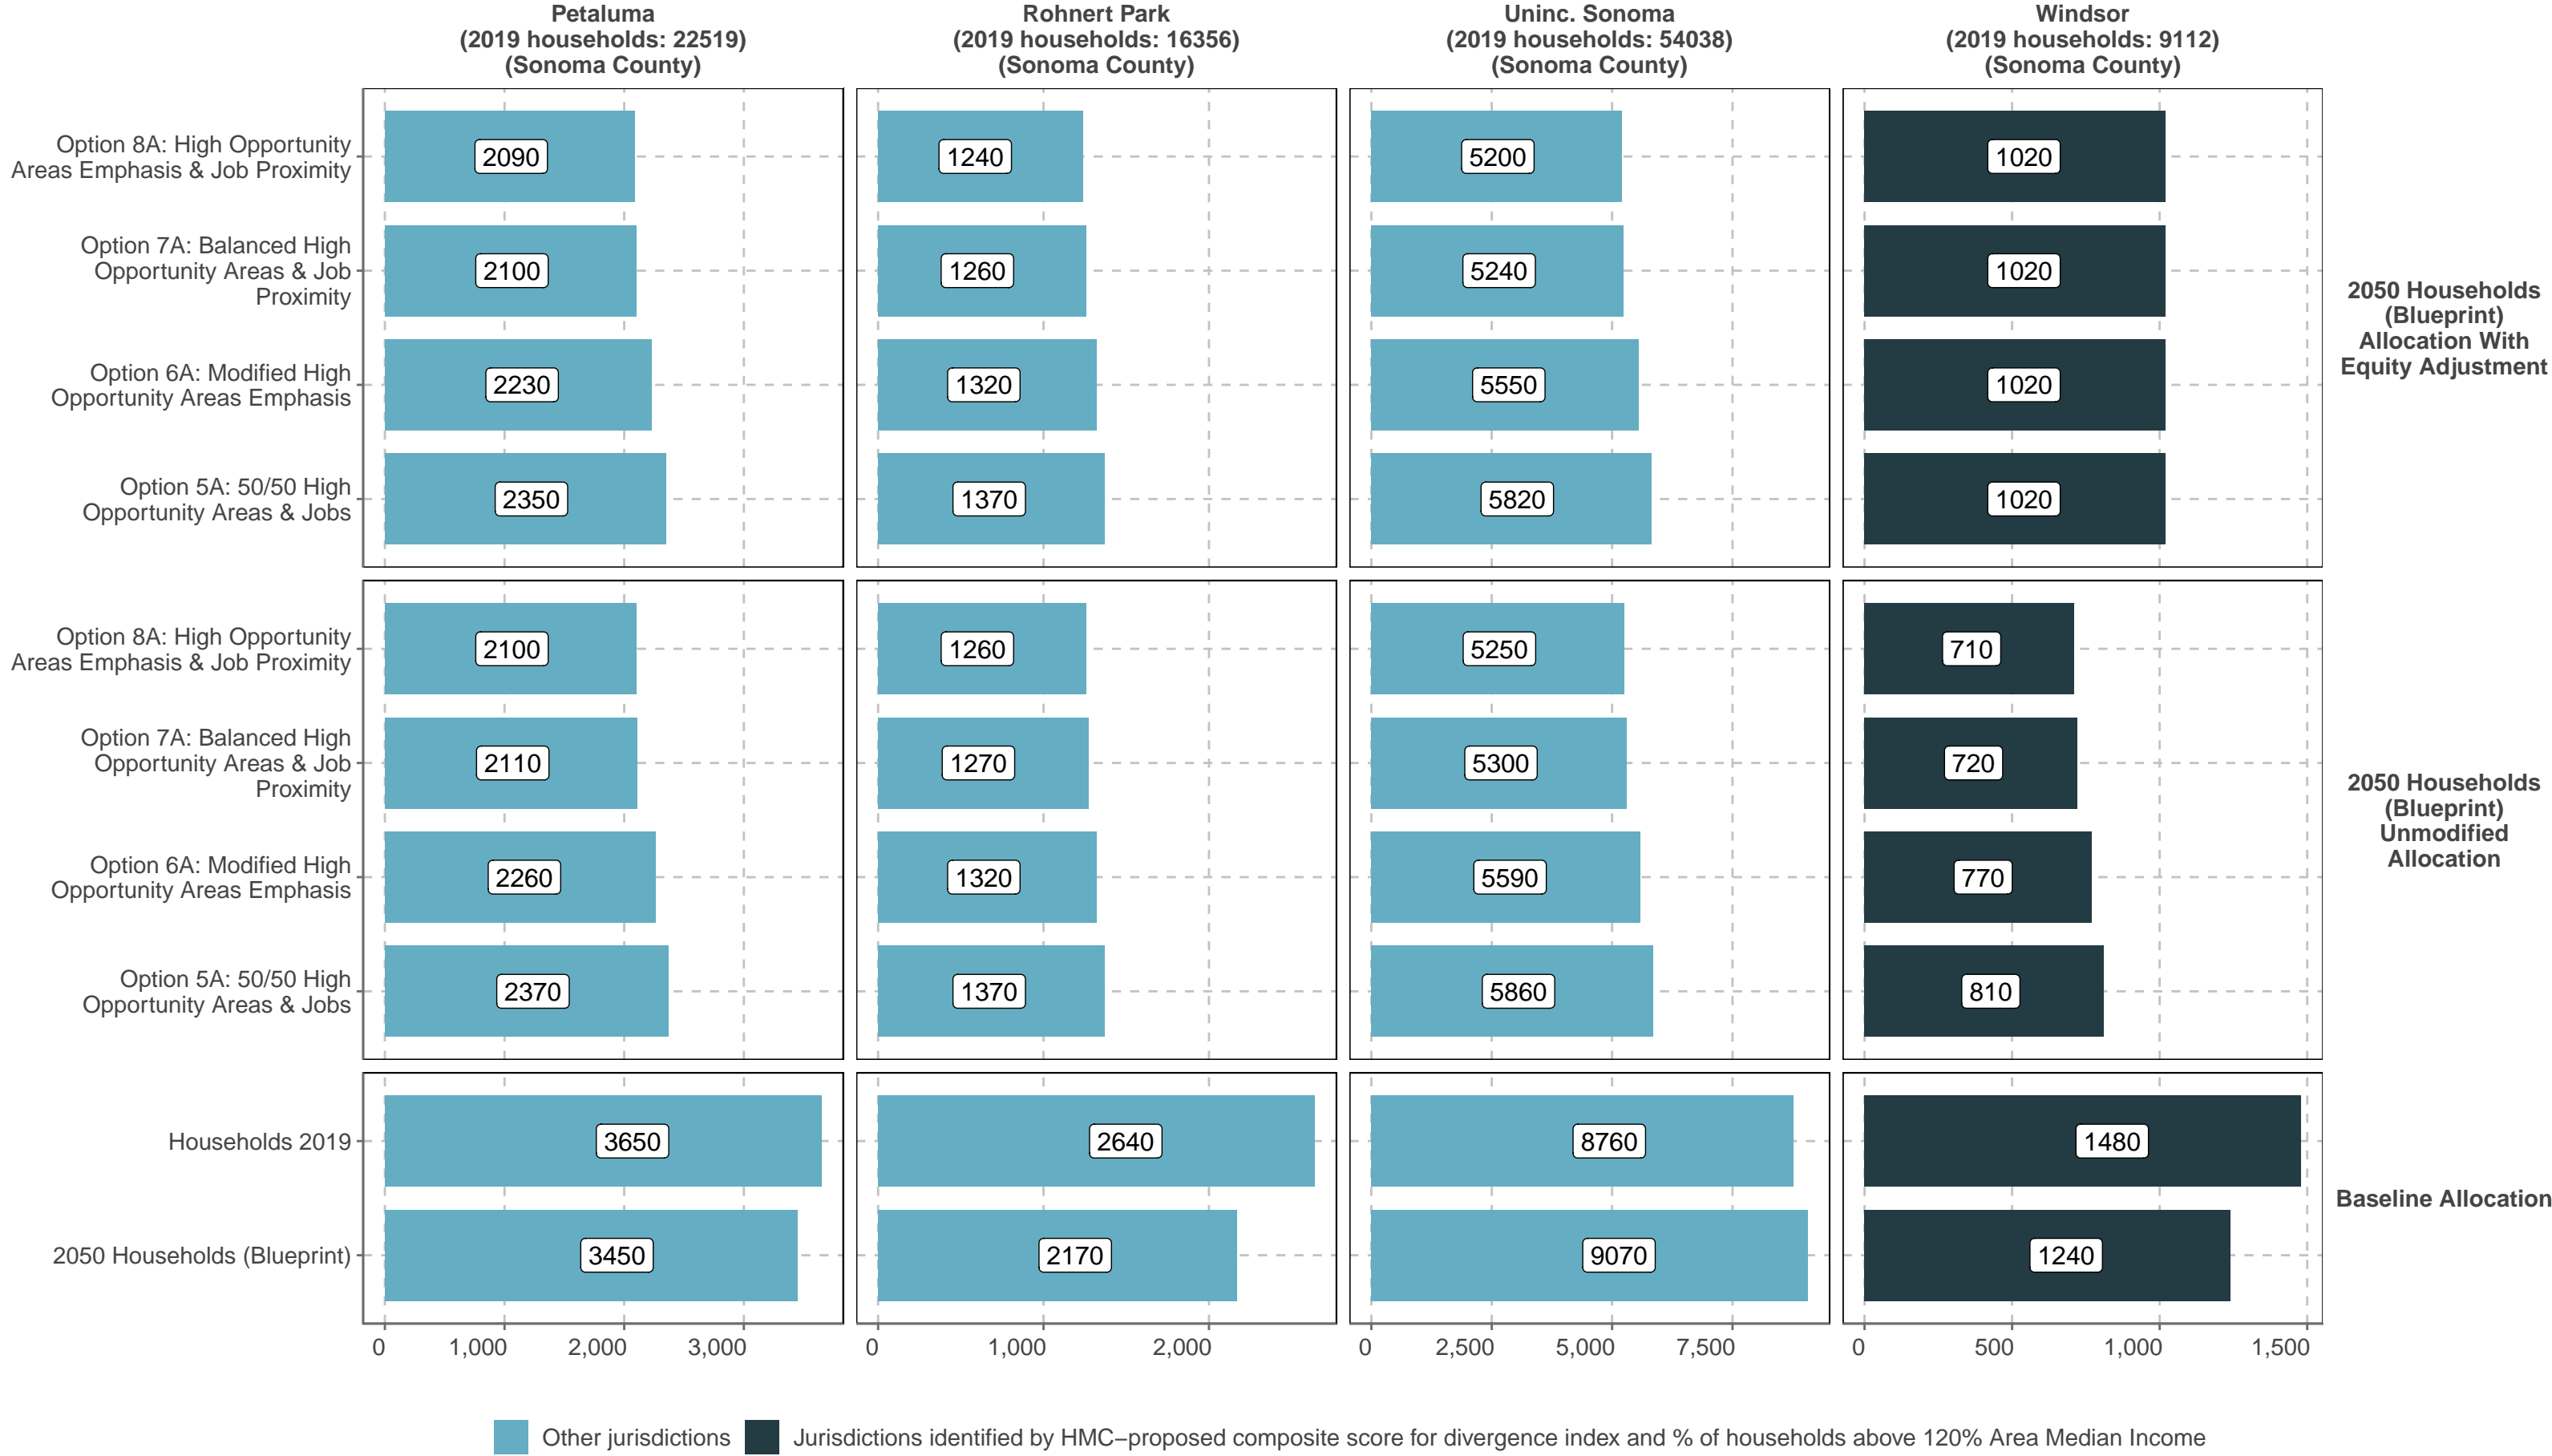 Petaluma
(2019 households: 22519)
(Sonoma County)
Rohnert Park
(2019 households: 16356)
(Sonoma County)
Uninc. Sonoma
(2019 households: 54038)
(Sonoma County)
Windsor
(2019 households: 9112)
(Sonoma County)
Option 8A: High Opportunity
Areas Emphasis & Job Proximity
2090
1240
5200
1020
Option 7A: Balanced High
Opportunity Areas & Job
Proximity
2100
1260
5240
1020
Option 6A: Modified High
Opportunity Areas Emphasis
2230
1320
5550
1020
Option 5A: 50/50 High
Opportunity Areas & Jobs
2350
1370
5820
1020
2050 Households
(Blueprint)
Allocation With
Equity Adjustment
Option 8A: High Opportunity
Areas Emphasis & Job Proximity
2100
1260
5250
710
Option 7A: Balanced High
Opportunity Areas & Job
Proximity
2110
1270
5300
720
Option 6A: Modified High
Opportunity Areas Emphasis
2260
1320
5590
770
Option 5A: 50/50 High
Opportunity Areas & Jobs
2370
1370
5860
810
2050 Households
(Blueprint)
Unmodified
Allocation
Households 2019
3650
2640
8760
1480
2050 Households (Blueprint)
3450
2170
9070
1240
Baseline Allocation
0 1,000 2,000 3,000
0 1,000 2,000
0 2,500 5,000 7,500
0 500 1,000 1,500
Other jurisdictions
Jurisdictions identified by HMC−proposed composite score for divergence index and % of households above 120% Area Median Income